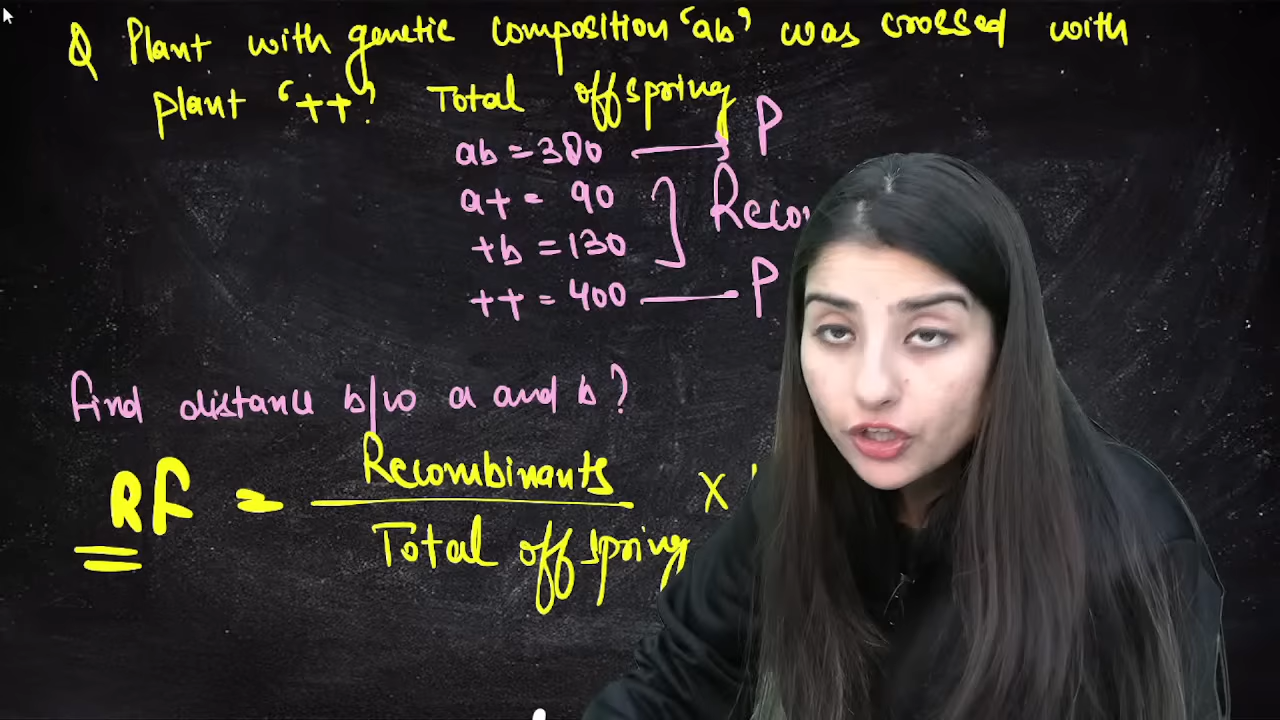 Q Plant with genetic composition 'ab' was crossed with
plant '++'. Total offspring
ab = 380 P
a+ = 90
+b = 130
++ = 400 P
find distance b/w a and b?
RF = Recombinants
Total offspring X